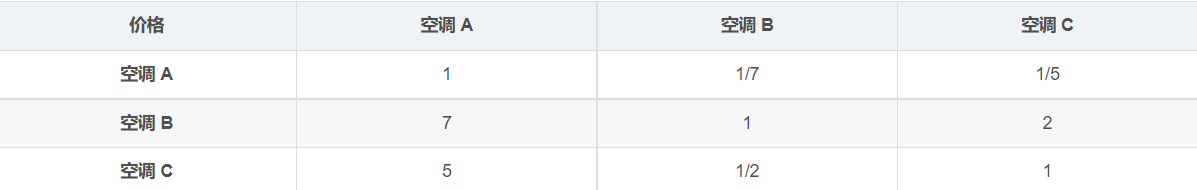 价格 空调 A 空调 B 空调 C
空调 A 1 1/7 1/5
空调 B 7 1 2
空调 C 5 1/2 1